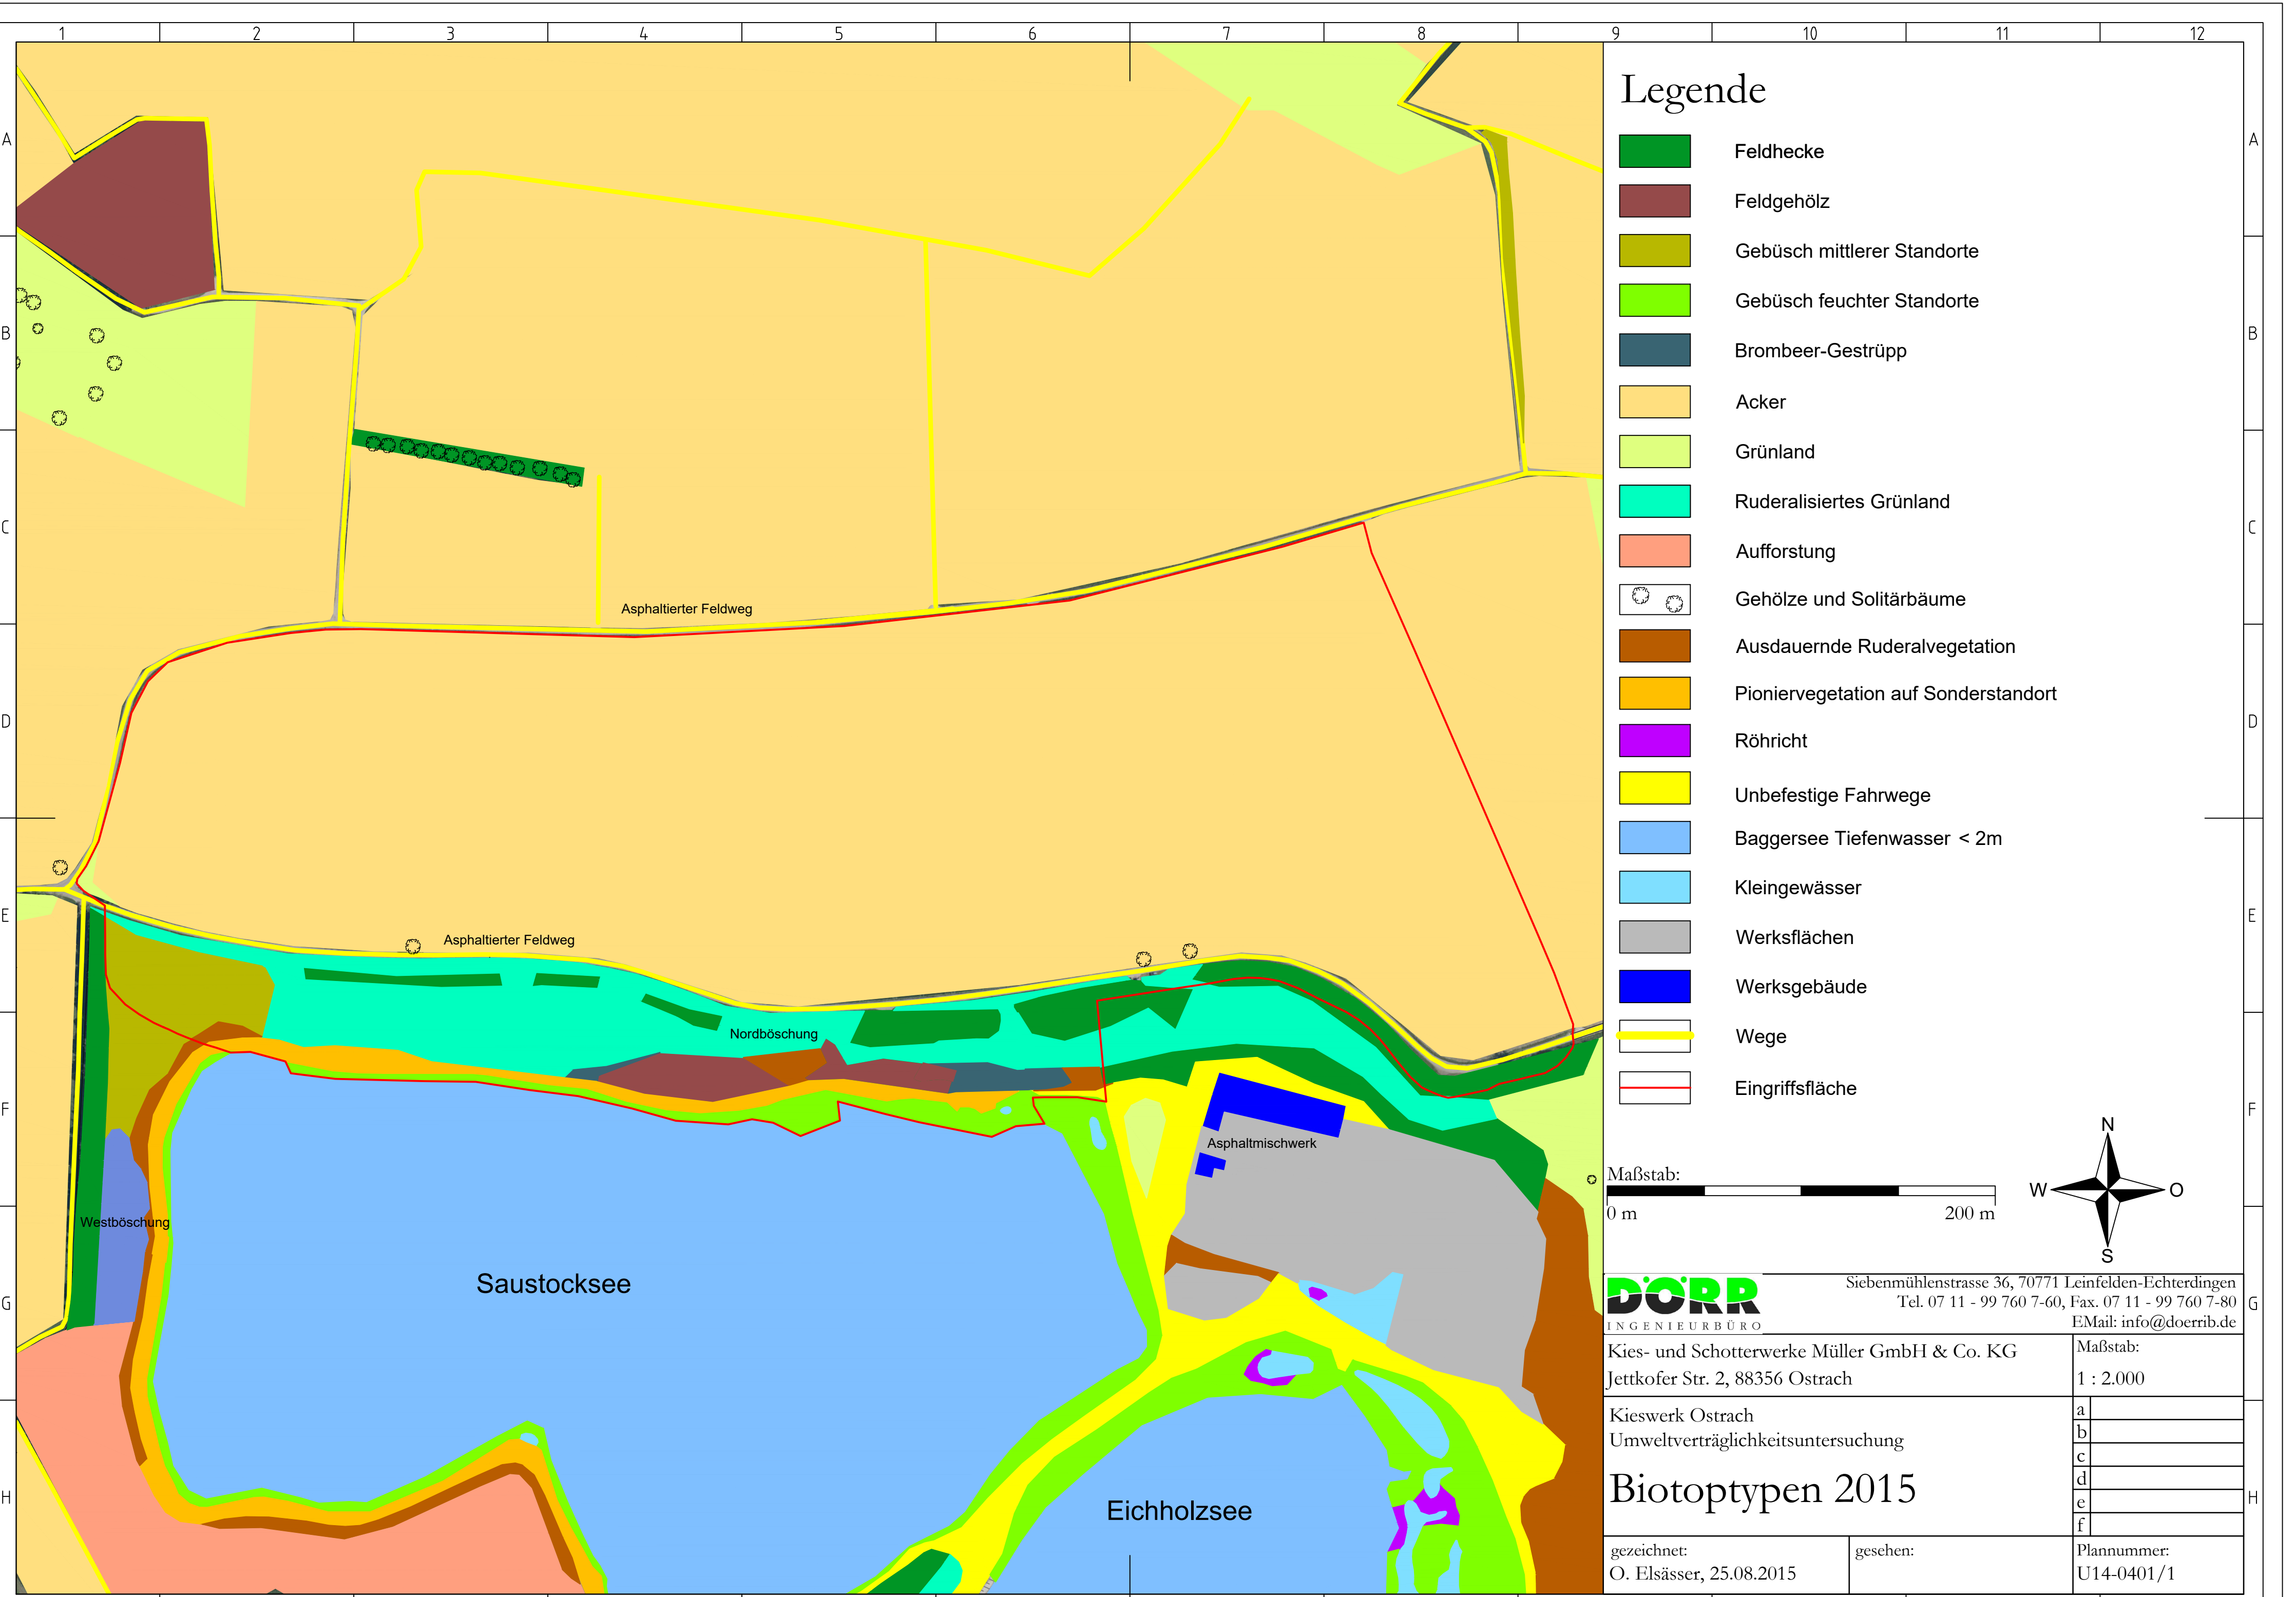 1 2 3 4 5 6 7 8 9 10 11 12
A A
B B
C C
D D
E E
F F
G G
H H
Asphaltierter Feldweg
Asphaltierter Feldweg
Nordböschung
Asphaltmischwerk
Westböschung
Saustocksee
Eichholzsee
Legende
Feldhecke
Feldgehölz
Gebüsch mittlerer Standorte
Gebüsch feuchter Standorte
Brombeer-Gestrüpp
Acker
Grünland
Ruderalisiertes Grünland
Aufforstung
Gehölze und Solitärbäume
Ausdauernde Ruderalvegetation
Pioniervegetation auf Sonderstandort
Röhricht
Unbefestige Fahrwege
Baggersee Tiefenwasser < 2m
Kleingewässer
Werksflächen
Werksgebäude
Wege
Eingriffsfläche
N
W O
S
Maßstab:
0 m 200 m
DÖRR
INGENIEURBÜRO
Siebenmühlenstrasse 36, 70771 Leinfelden-Echterdingen
Tel. 07 11 - 99 760 7-60, Fax. 07 11 - 99 760 7-80
EMail: info@doerrib.de
Kies- und Schotterwerke Müller GmbH & Co. KG
Jettkofer Str. 2, 88356 Ostrach
Maßstab:
1 : 2.000
Kieswerk Ostrach
Umweltverträglichkeitsuntersuchung
Biotoptypen 2015
a
b
c
d
e
f
gezeichnet:
O. Elsässer, 25.08.2015
gesehen:
Plannummer:
U14-0401/1